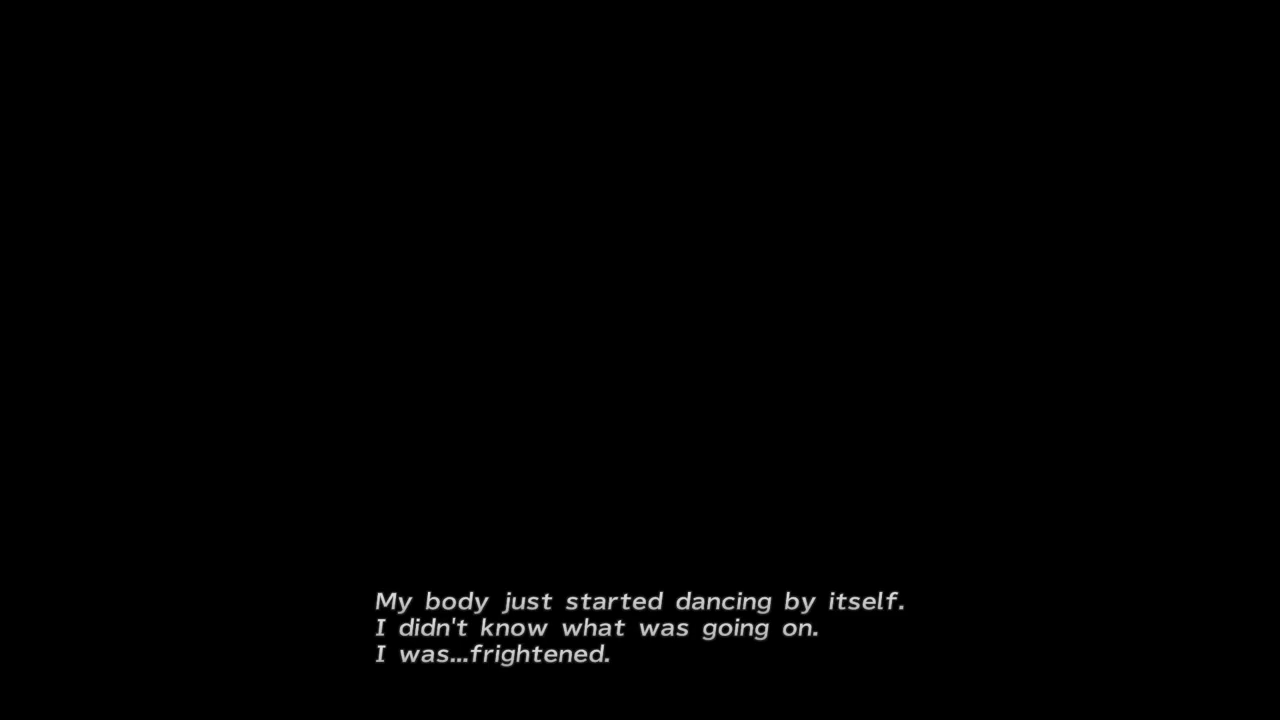 My body just started dancing by itself.
I didn't know what was going on.
I was...frightened.